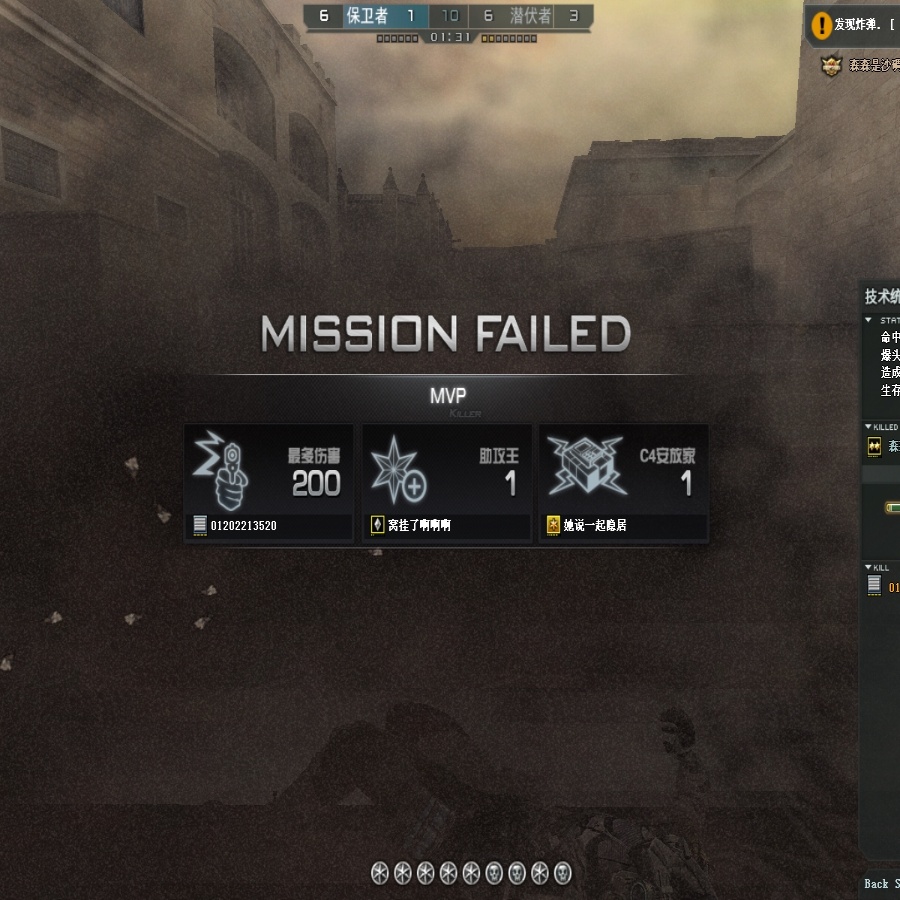 6 保卫者 1 10 6 潜伏者 3
01:31
发现炸弹. [
森森是沙
MISSION FAILED
MVP
KILLER
最多伤害
200
01202213520
助攻王
1
窝挂了啊啊啊
C4安放家
1
她说一起隐居
技术统
STAT
命中
爆头
造成
生存
KILLED
森
KILL
01
Back S